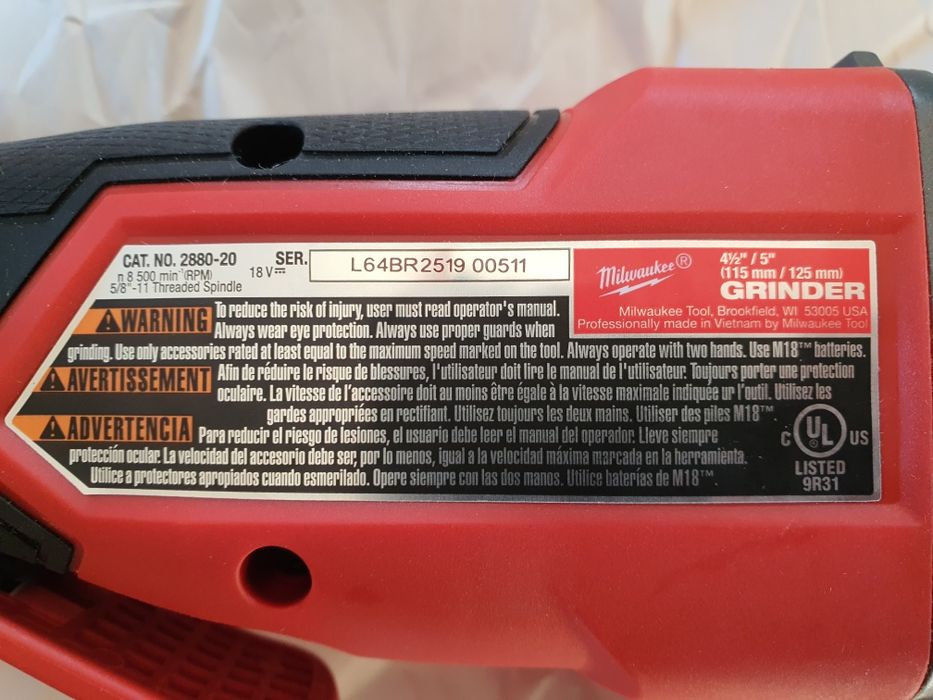 CAT. NO. 2880-20
n 8 500 min⁻¹(RPM)
5/8"-11 Threaded Spindle
18 V⎓
SER.
L64BR2519 00511
Milwaukee®
4½" / 5"
(115 mm / 125 mm)
GRINDER
Milwaukee Tool, Brookfield, WI 53005 USA
Professionally made in Vietnam by Milwaukee Tool
WARNING To reduce the risk of injury, user must read operator's manual.
Always wear eye protection. Always use proper guards when
grinding. Use only accessories rated at least equal to the maximum speed marked on the tool. Always operate with two hands. Use M18™ batteries.
AVERTISSEMENT Afin de réduire le risque de blessures, l'utilisateur doit lire le manuel de l'utilisateur. Toujours porter une protection
oculaire. La vitesse de l'accessoire doit au moins être égale à la vitesse maximale indiquée ur l'outil. Utilisez les
gardes appropriées en rectifiant. Utilisez toujours les deux mains. Utiliser des piles M18™
ADVERTENCIA Para reducir el riesgo de lesiones, el usuario debe leer el manual del operador. Lleve siempre
protección ocular. La velocidad del accesorio debe ser, por lo menos, igual a la velocidad máxima marcada en la herramienta.
Utilice a protectores apropiados cuando esmerilado. Opere siempre con las dos manos. Utilice baterías de M18™
C UL US
LISTED
9R31